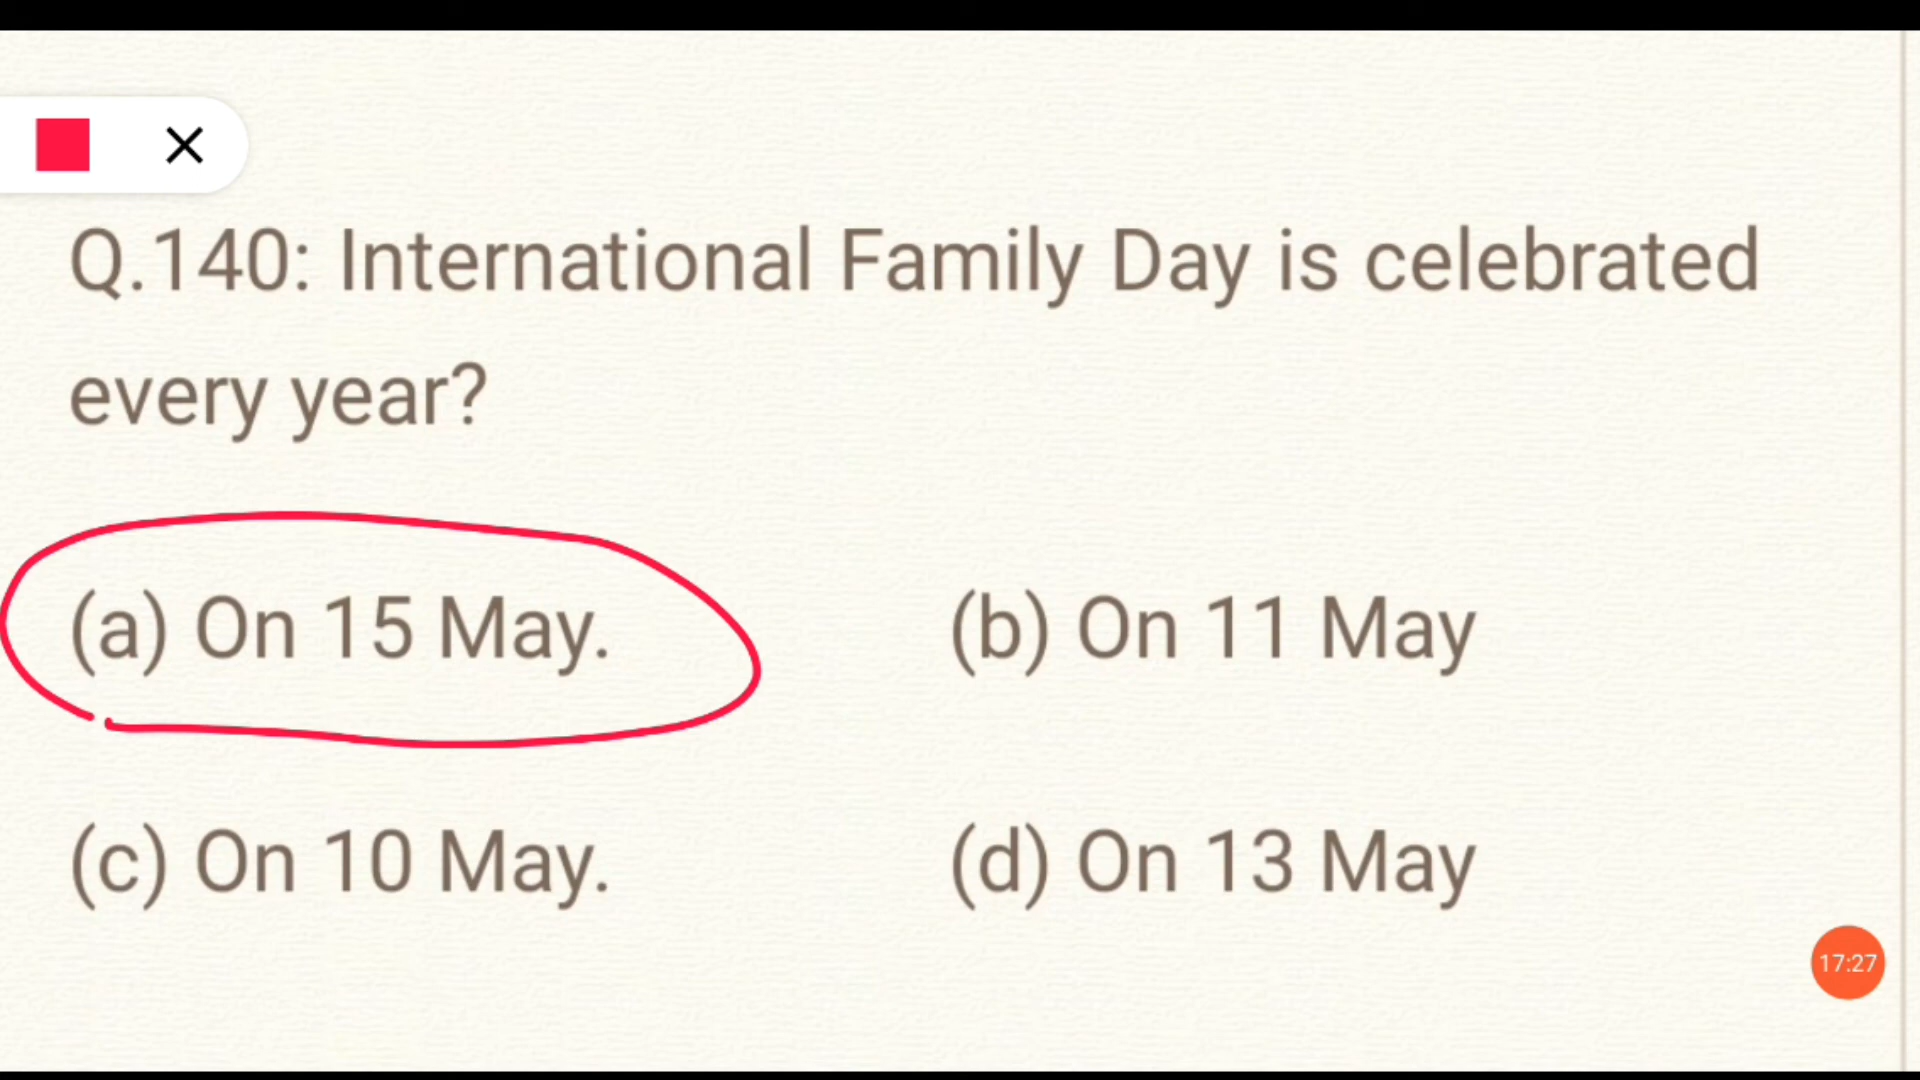 Q.140: International Family Day is celebrated
every year?
(a) On 15 May.
(b) On 11 May
(c) On 10 May.
(d) On 13 May
17:27